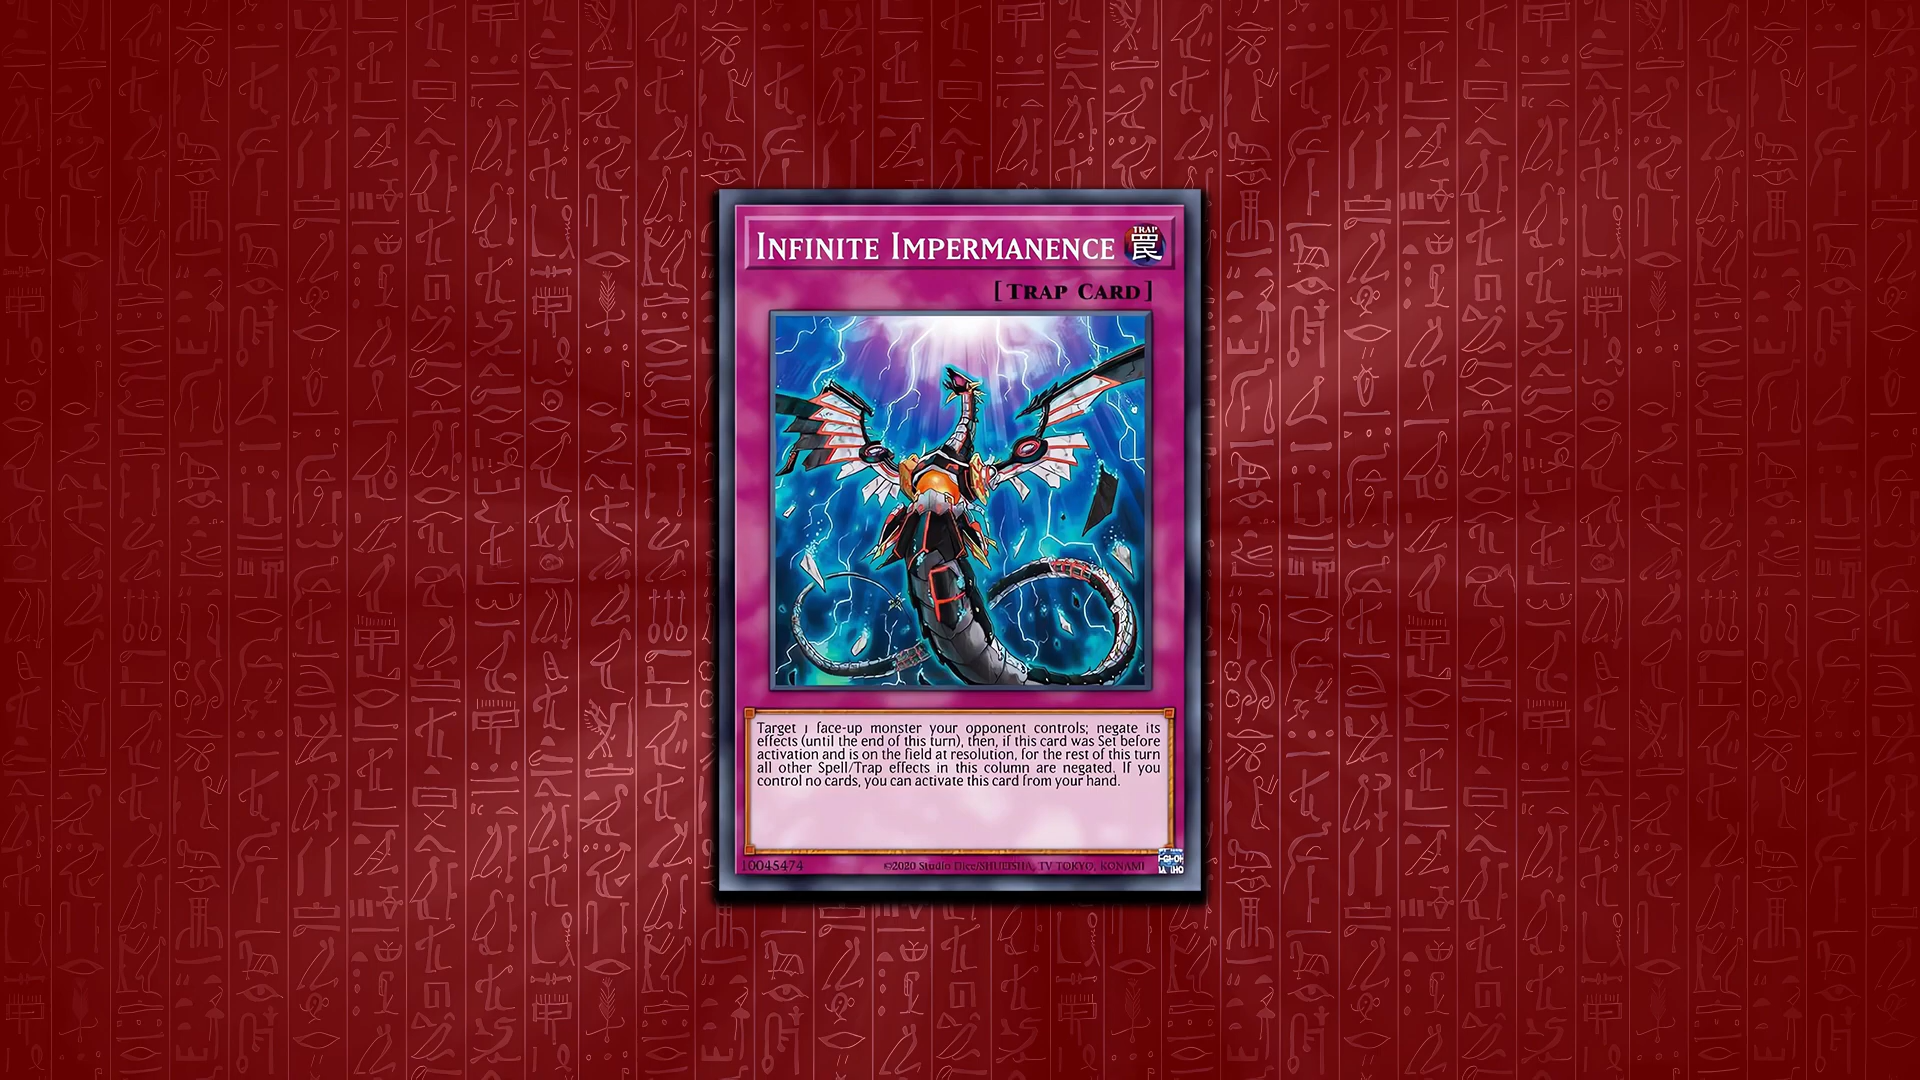 INFINITE IMPERMANENCE
TRAP
罠
[TRAP CARD]
Target 1 face-up monster your opponent controls; negate its
effects (until the end of this turn), then, if this card was Set before
activation and is on the field at resolution, for the rest of this turn
all other Spell/Trap effects in this column are negated. If you
control no cards, you can activate this card from your hand.
10045474
©2020 Studio Dice/SHUEISHA, TV TOKYO, KONAMI